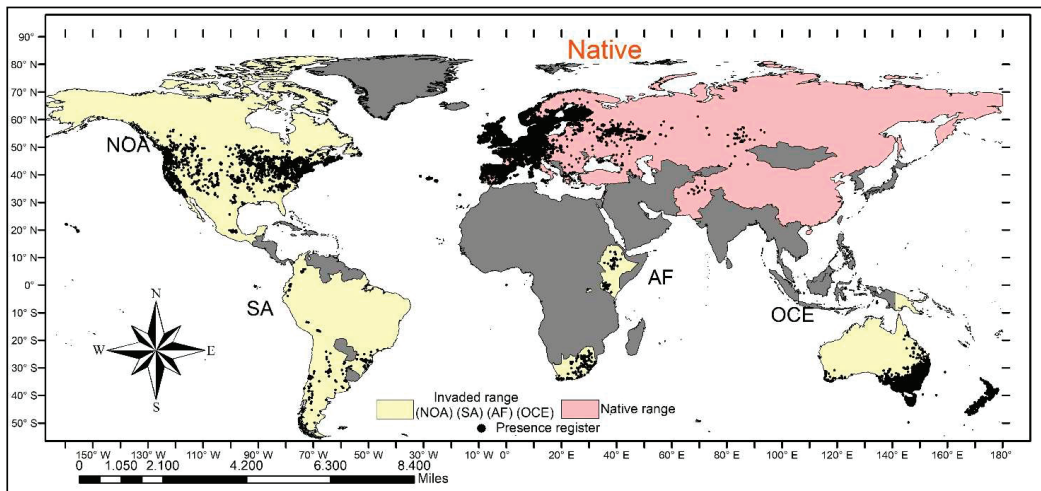 Native
90°
80° N
70° N
60° N
50° N
40° N
30° N
20° N
10° N
0°
10° S
20° S
30° S
40° S
50° S
NOA
SA
AF
OCE
N
W
E
S
Invaded range
(NOA) (SA) (AF) (OCE)
Native range
Presence register
150° W 130° W 110° W 90° W 70° W 50° W 30° W 10° W 0° 20° E 40° E 60° E 80° E 100° E 120° E 140° E 160° E 180°
0 1.050 2.100 4.200 6.300 8.400
Miles